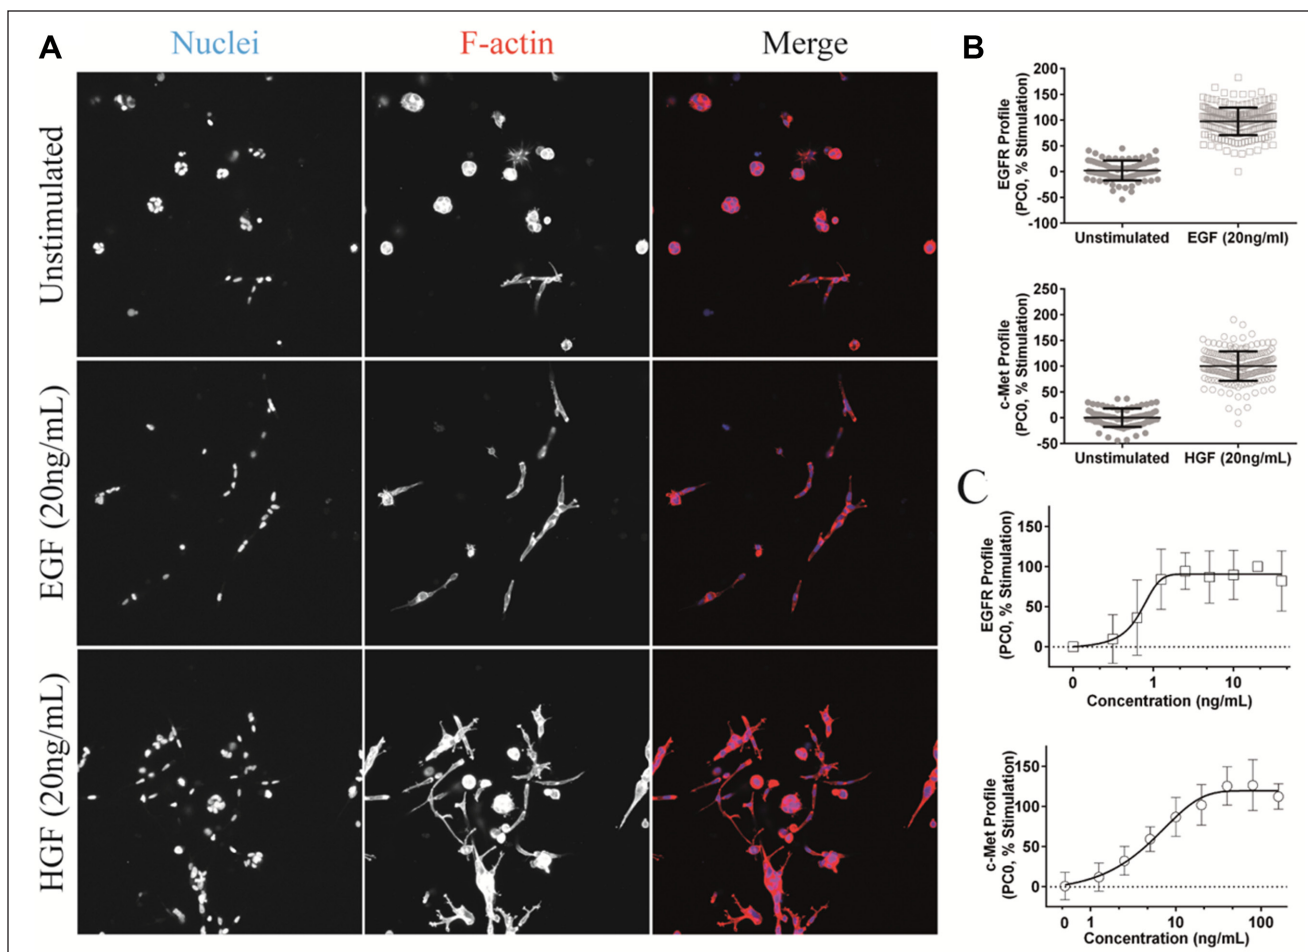 A
Nuclei
F-actin
Merge
Unstimulated
EGF (20ng/mL)
HGF (20ng/mL)
B
EGFR Profile
(PC0, % Stimulation)
200
150
100
50
0
-50
-100
Unstimulated
EGF (20ng/ml)
c-Met Profile
(PC0, % Stimulation)
250
200
150
100
50
0
-50
Unstimulated
HGF (20ng/mL)
C
EGFR Profile
(PC0, % Stimulation)
150
100
50
0
0
1
10
Concentration (ng/mL)
c-Met Profile
(PC0, % Stimulation)
150
100
50
0
0
1
10
100
Concentration (ng/mL)